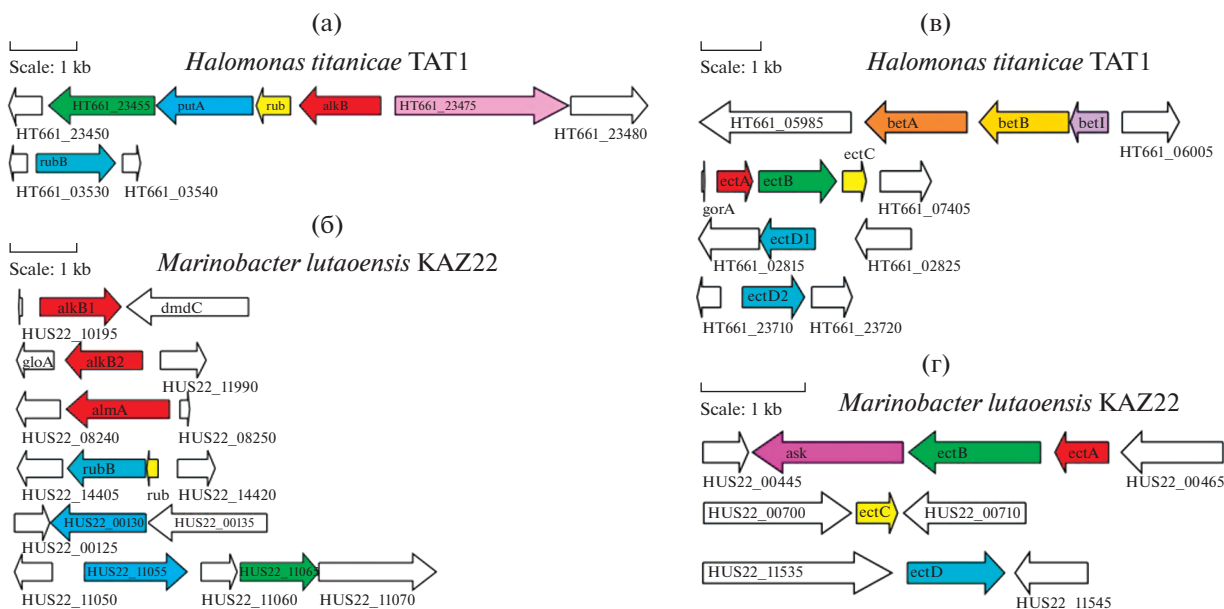 (а)
Scale: 1 kb
Halomonas titanicae TAT1
HT661_23455 putA rub alkB HT661_23475
HT661_23450 HT661_23480
rubB
HT661_03530 HT661_03540
(б)
Scale: 1 kb
Marinobacter lutaoensis KAZ22
alkB1 dmdC
HUS22_10195
gloA alkB2
HUS22_11990
almA
HUS22_08240 HUS22_08250
rubB
HUS22_14405 rub HUS22_14420
HUS22_00130 HUS22_00135
HUS22_00125
HUS22_11055 HUS22_11065
HUS22_11050 HUS22_11060 HUS22_11070
(в)
Scale: 1 kb
Halomonas titanicae TAT1
HT661_05985 betA betB betI
HT661_06005
ectC
ectA ectB
gorA HT661_07405
ectD1
HT661_02815 HT661_02825
ectD2
HT661_23710 HT661_23720
(г)
Scale: 1 kb
Marinobacter lutaoensis KAZ22
ask ectB ectA
HUS22_00445 HUS22_00465
HUS22_00700 ectC HUS22_00710
HUS22_11535 ectD
HUS22_11545